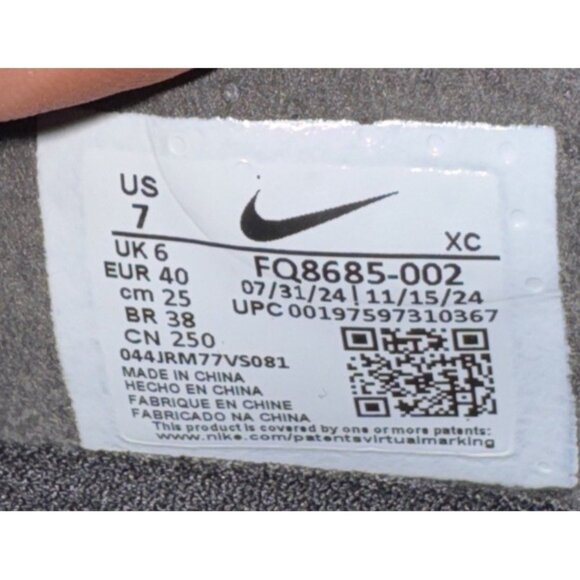 US
7
XC
UK 6
EUR 40
cm 25
BR 38
CN 250
FQ8685-002
07/31/24 | 11/15/24
UPC 00197597310367
044JRM77VS081
MADE IN CHINA
HECHO EN CHINA
FABRIQUE EN CHINE
FABRICADO NA CHINA
This product is covered by one or more patents:
www.nike.com/patentsvirtualmarking